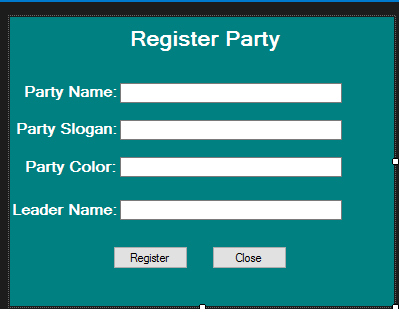 Register Party
Party Name:
Party Slogan:
Party Color:
Leader Name:
Register Close